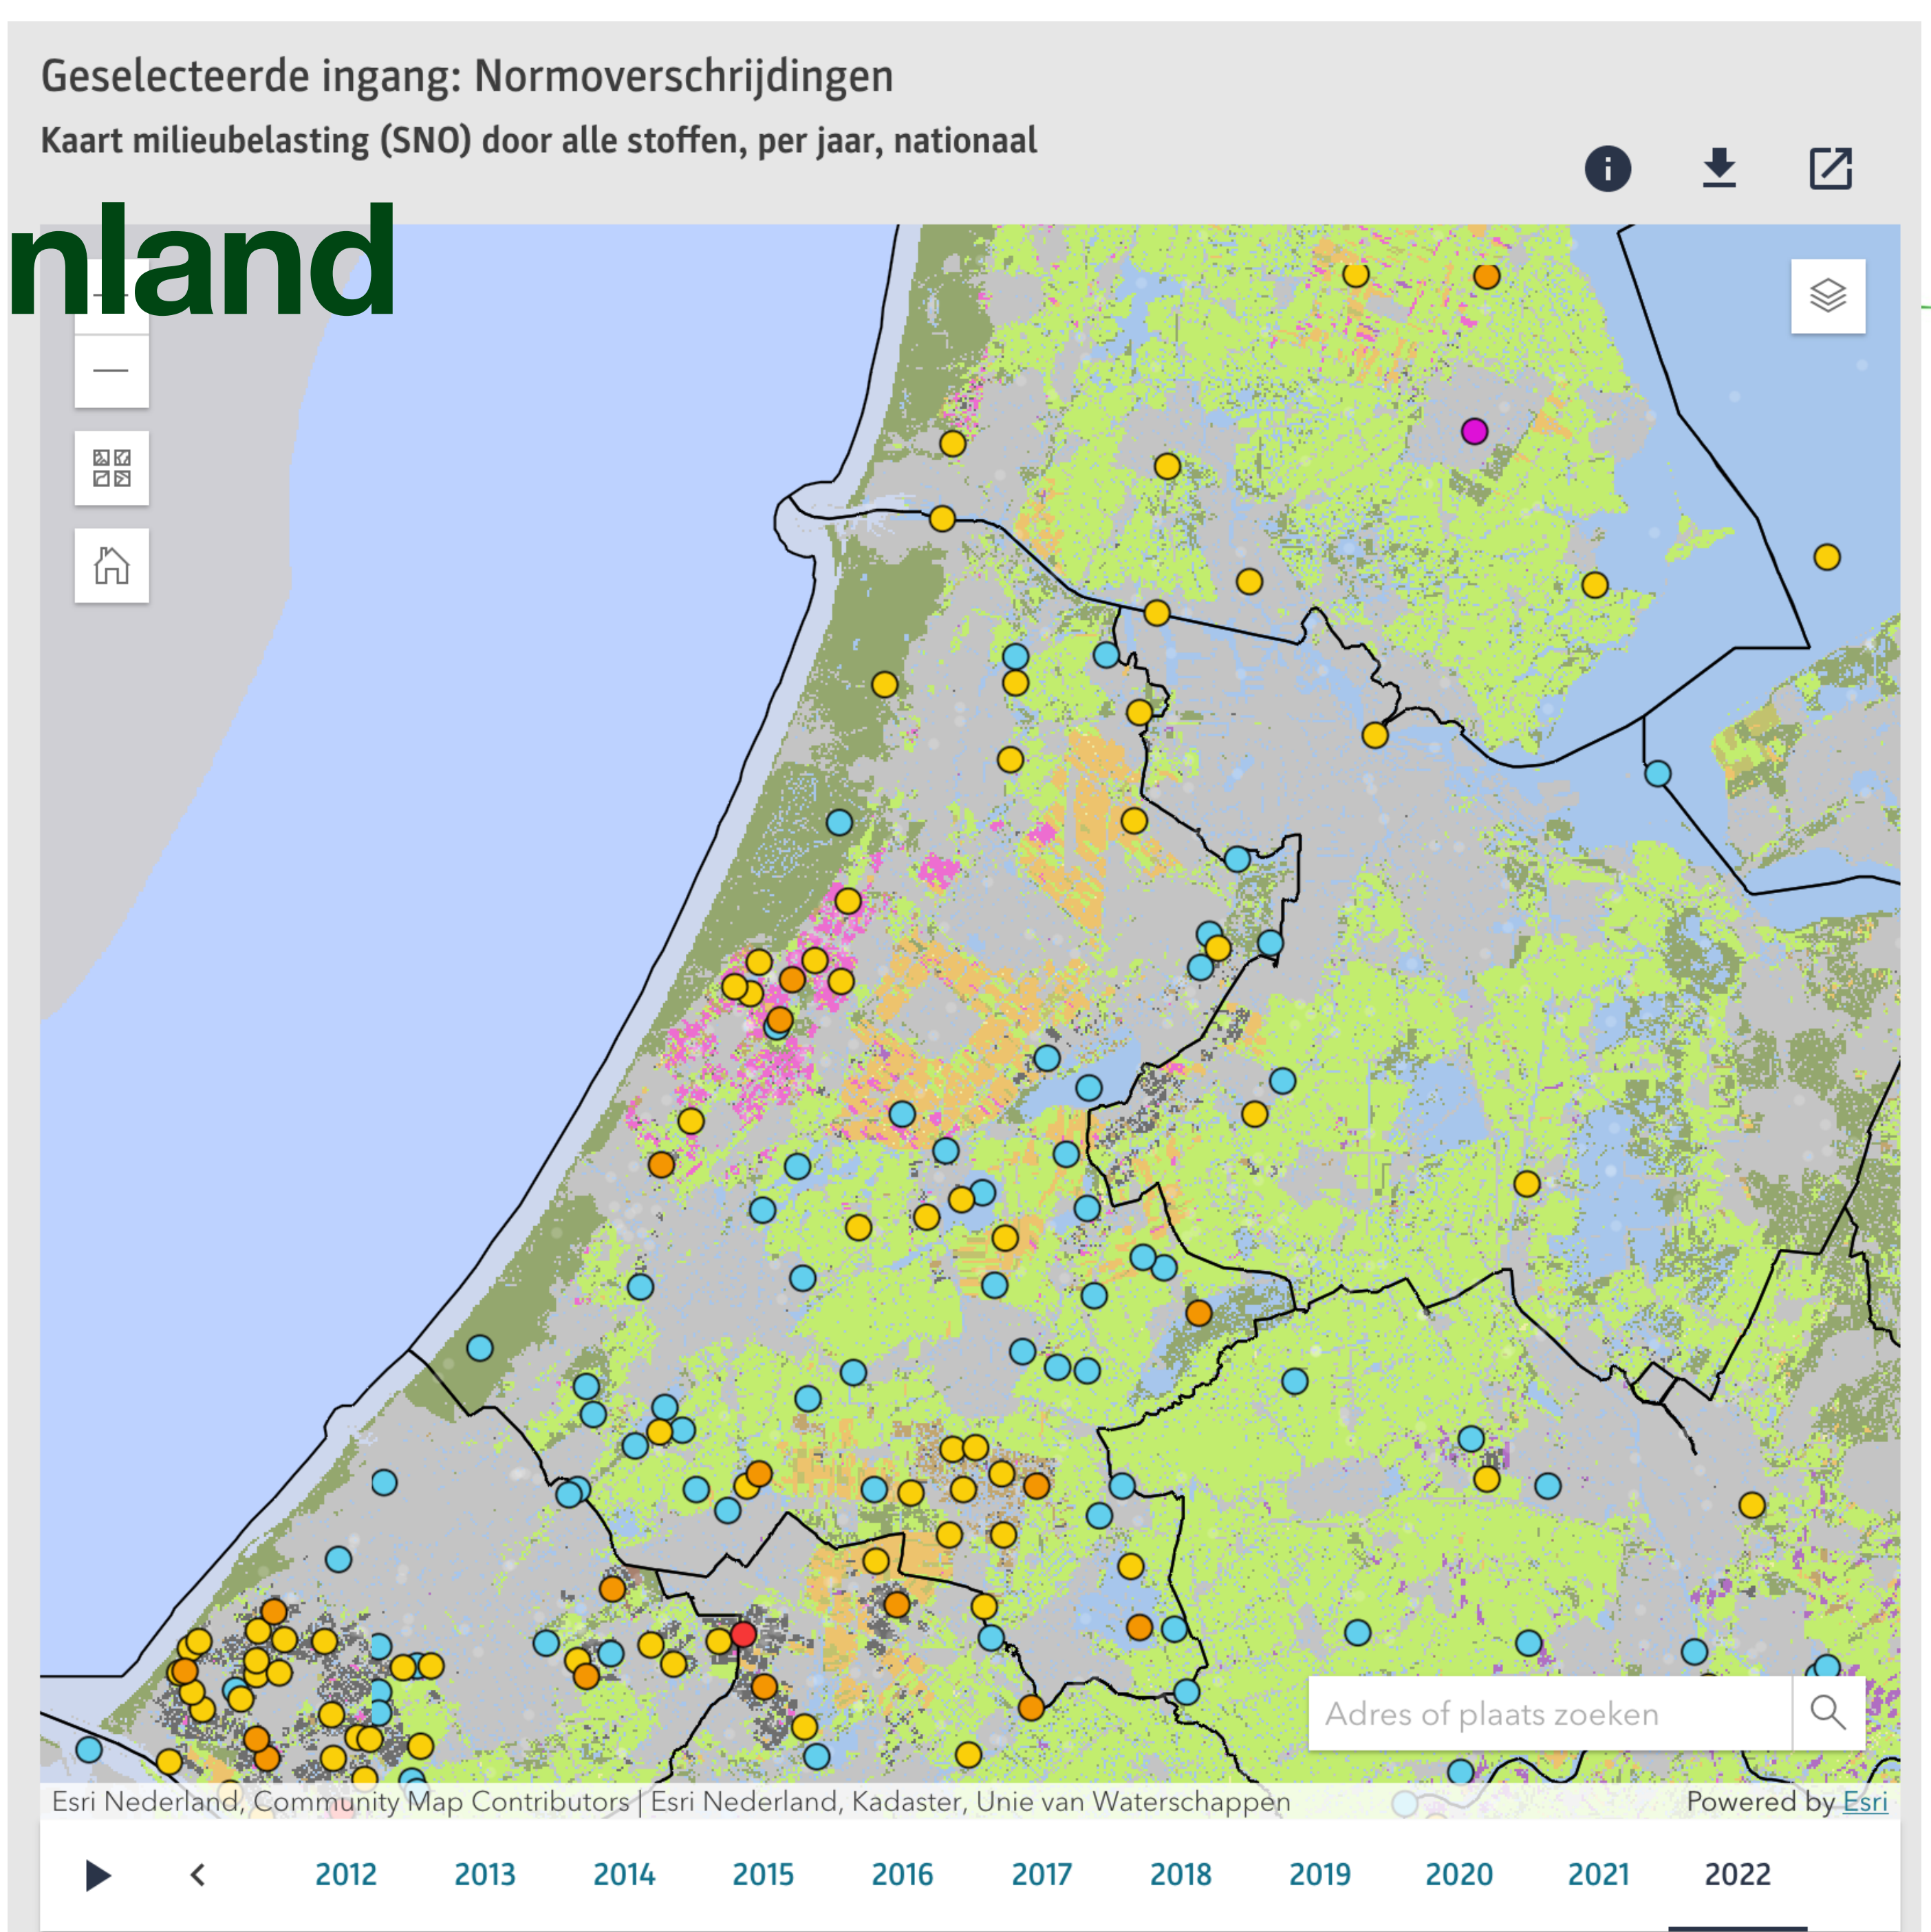 Geselecteerde ingang: Normoverschrijdingen
Kaart milieubelasting (SNO) door alle stoffen, per jaar, nationaal
nland
Adres of plaats zoeken
Esri Nederland, Community Map Contributors | Esri Nederland, Kadaster, Unie van Waterschappen
Powered by Esri
2012 2013 2014 2015 2016 2017 2018 2019 2020 2021 2022